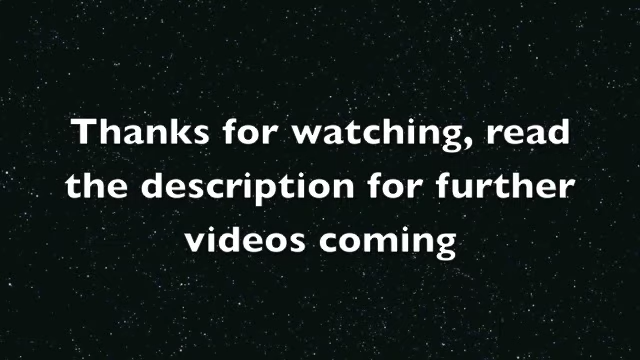 Thanks for watching, read
the description for further
videos coming